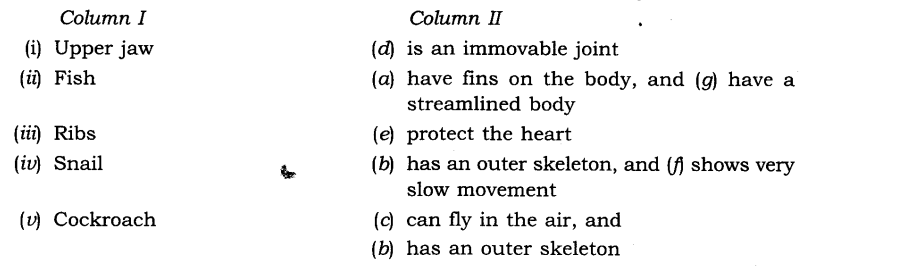 Column I Column II
(i) Upper jaw (d) is an immovable joint
(ii) Fish (a) have fins on the body, and (g) have a
streamlined body
(iii) Ribs (e) protect the heart
(iv) Snail (b) has an outer skeleton, and (f) shows very
slow movement
(v) Cockroach (c) can fly in the air, and
(b) has an outer skeleton